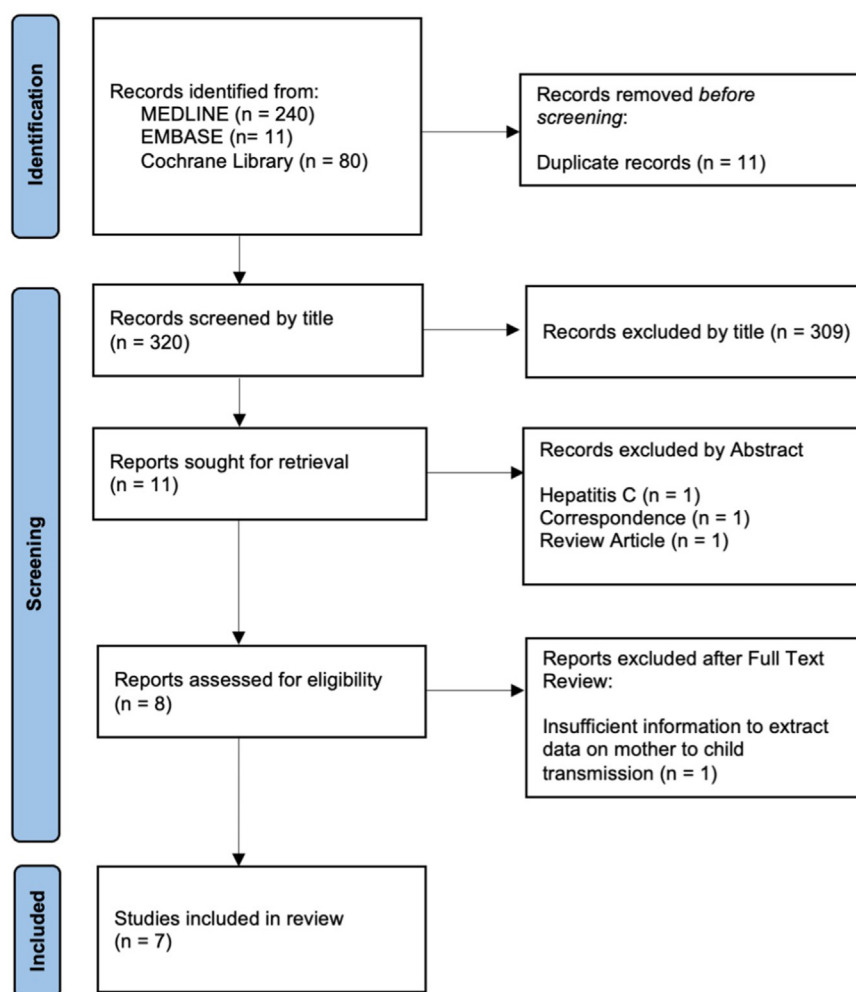 Identification
Records identified from:
MEDLINE (n = 240)
EMBASE (n= 11)
Cochrane Library (n = 80)
Records removed before
screening:
Duplicate records (n = 11)
Screening
Records screened by title
(n = 320)
Records excluded by title (n = 309)
Reports sought for retrieval
(n = 11)
Records excluded by Abstract
Hepatitis C (n = 1)
Correspondence (n = 1)
Review Article (n = 1)
Reports assessed for eligibility
(n = 8)
Reports excluded after Full Text
Review:
Insufficient information to extract
data on mother to child
transmission (n = 1)
Included
Studies included in review
(n = 7)